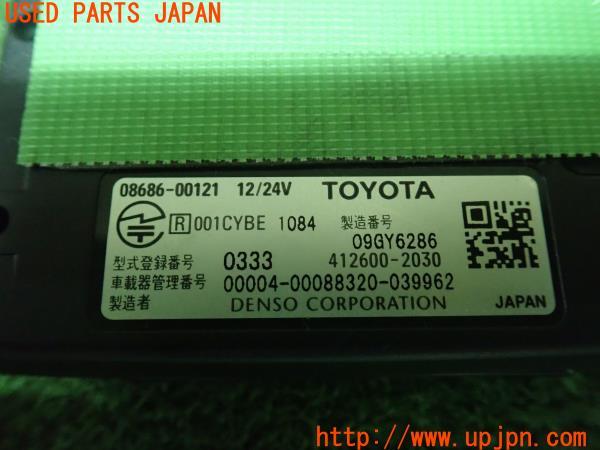 USED PARTS JAPAN
08686-00121 12/24V TOYOTA
R 001CYBE 1084 製造番号
09GY6286
型式登録番号 0333 412600-2030
車載器管理番号 00004-00088320-039962
製造者 DENSO CORPORATION JAPAN
http://www.upjpn.com